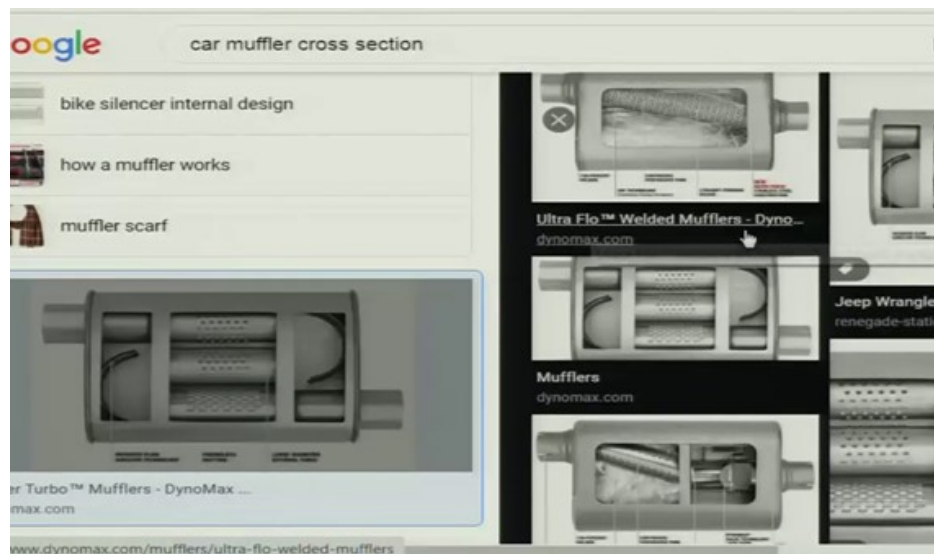 oogle
car muffler cross section
bike silencer internal design
how a muffler works
muffler scarf
er Turbo™ Mufflers - DynoMax ...
max.com
www.dynomax.com/mufflers/ultra-flo-welded-mufflers
Ultra Flo™ Welded Mufflers - Dyno...
dynomax.com
Mufflers
dynomax.com
Jeep Wrangle
renegade-stati